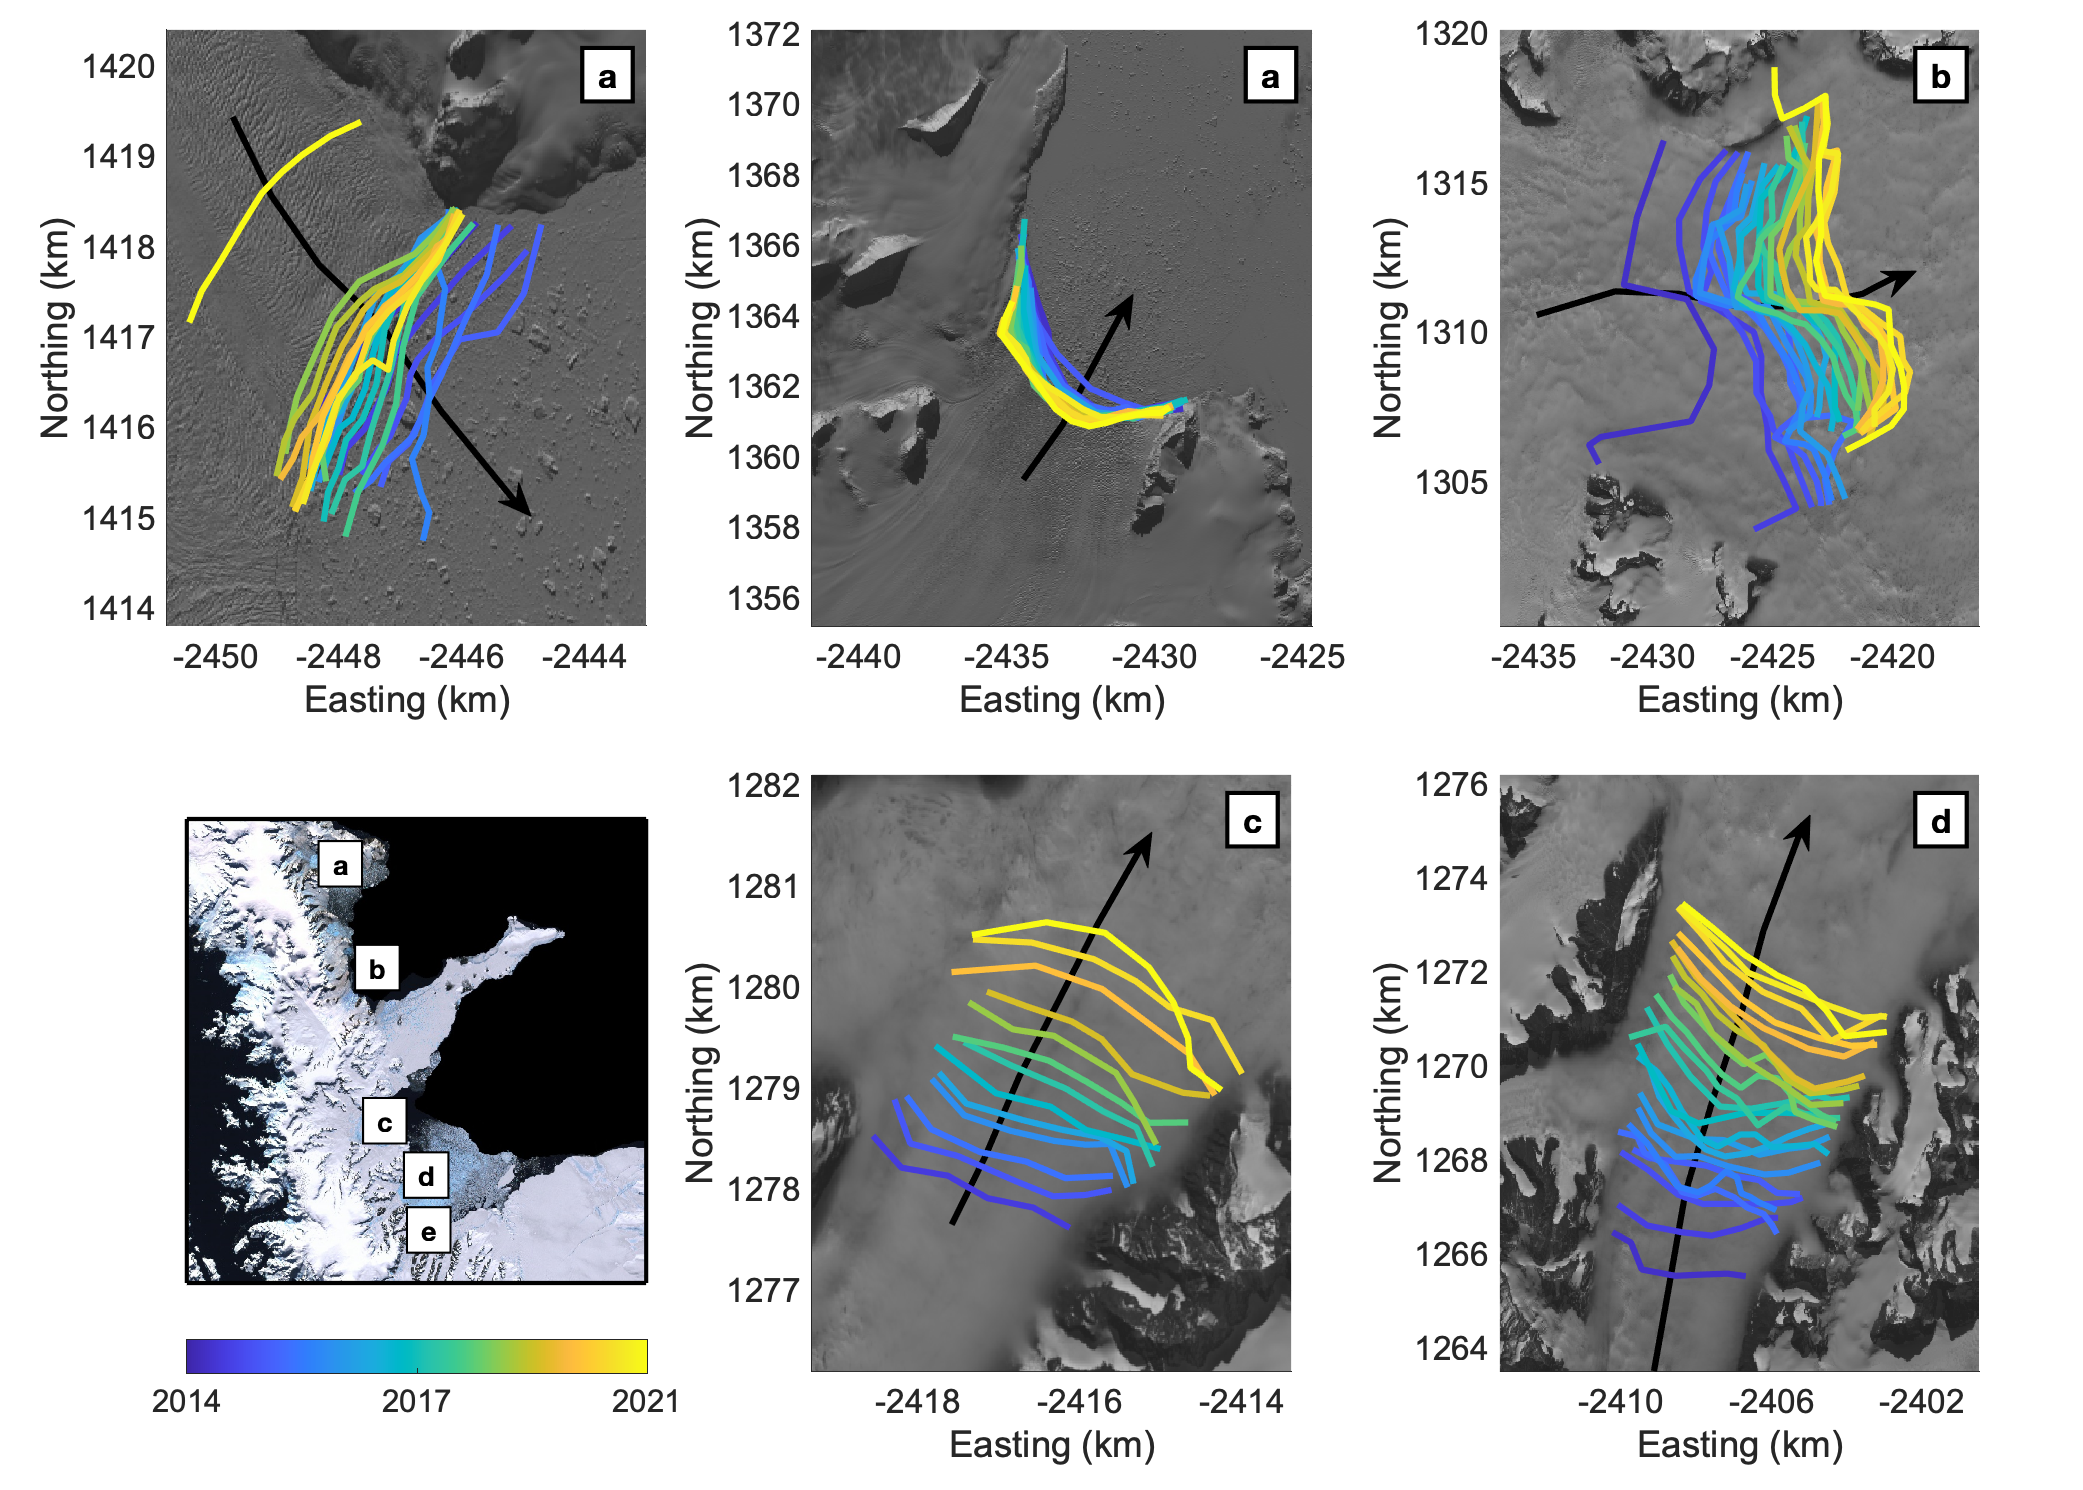 a
1420
1419
1418
1417
1416
1415
1414
Northing (km)
-2450 -2448 -2446 -2444
Easting (km)
a
1372
1370
1368
1366
1364
1362
1360
1358
1356
Northing (km)
-2440 -2435 -2430 -2425
Easting (km)
b
1320
1315
1310
1305
Northing (km)
-2435 -2430 -2425 -2420
Easting (km)
a
b
c
d
e
2014 2017 2021
c
1282
1281
1280
1279
1278
1277
Northing (km)
-2418 -2416 -2414
Easting (km)
d
1276
1274
1272
1270
1268
1266
1264
Northing (km)
-2410 -2406 -2402
Easting (km)